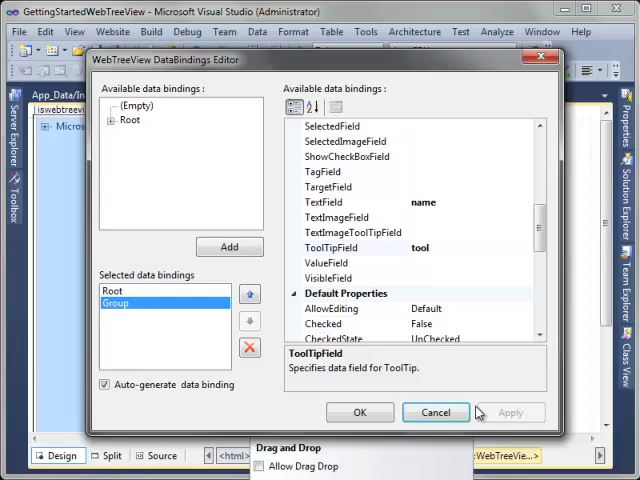 GettingStartedWebTreeView - Microsoft Visual Studio (Administrator)
File Edit View Website Build Debug Team Data Format Table Tools Architecture Test Analyze Window
WebTreeView DataBindings Editor
App_Data/In
iswebtreevi
Micros
Server Explorer
Toolbox
Properties
Solution Explorer
Team Explorer
Class View
Available data bindings :
(Empty)
Root
Add
Selected data bindings :
Root
Group
Auto-generate data binding
Available data bindings :
SelectedField
SelectedImageField
ShowCheckBoxField
TagField
TargetField
TextField name
TextImageField
TextImageToolTipField
ToolTipField tool
ValueField
VisibleField
Default Properties
AllowEditing Default
Checked False
CheckedState UnChecked
ToolTipField
Specifies data field for ToolTip.
OK Cancel Apply
Drag and Drop
Allow Drag Drop
Design Split Source <html> WebTreeVie...>